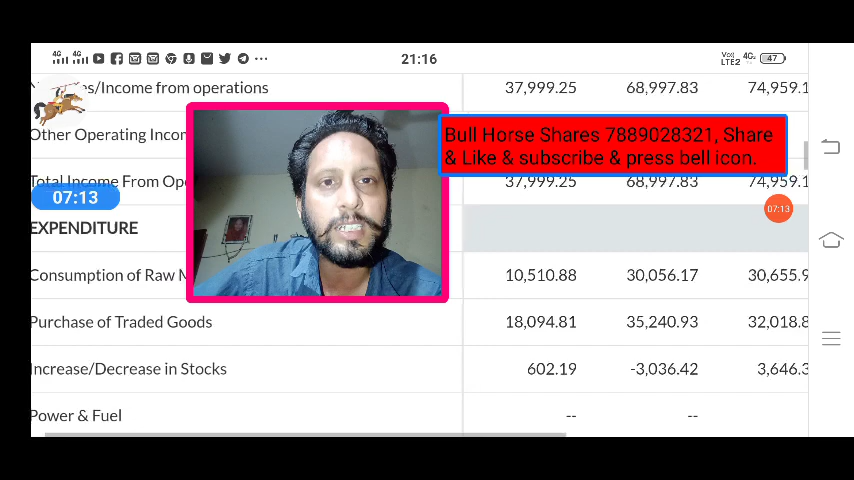 4G 4G 21:16 Vo) LTE2 4G 47
es/Income from operations 37,999.25 68,997.83 74,959.1
Bull Horse Shares 7889028321, Share
& Like & subscribe & press bell icon.
Other Operating Incon
Total Income From Ope 37,999.25 68,997.83 74,959.1
07:13
07:13
EXPENDITURE
Consumption of Raw M 10,510.88 30,056.17 30,655.9
Purchase of Traded Goods 18,094.81 35,240.93 32,018.8
Increase/Decrease in Stocks 602.19 -3,036.42 3,646.3
Power & Fuel -- --